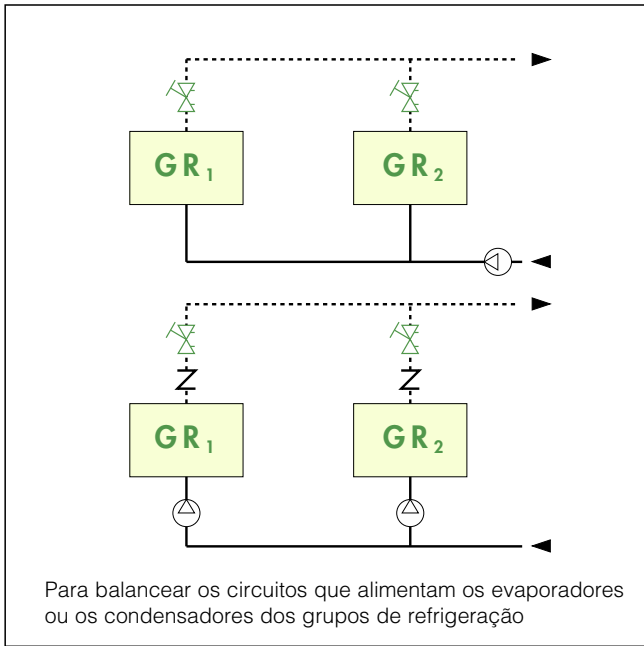 GR₁ GR₂
GR₁ GR₂
Para balancear os circuitos que alimentam os evaporadores
ou os condensadores dos grupos de refrigeração